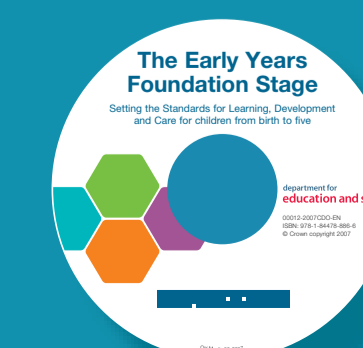 The Early Years
Foundation Stage
Setting the Standards for Learning, Development
and Care for children from birth to five
department for
education and s
00012-2007CDO-EN
ISBN: 978-1-84478-886-6
© Crown copyright 2007